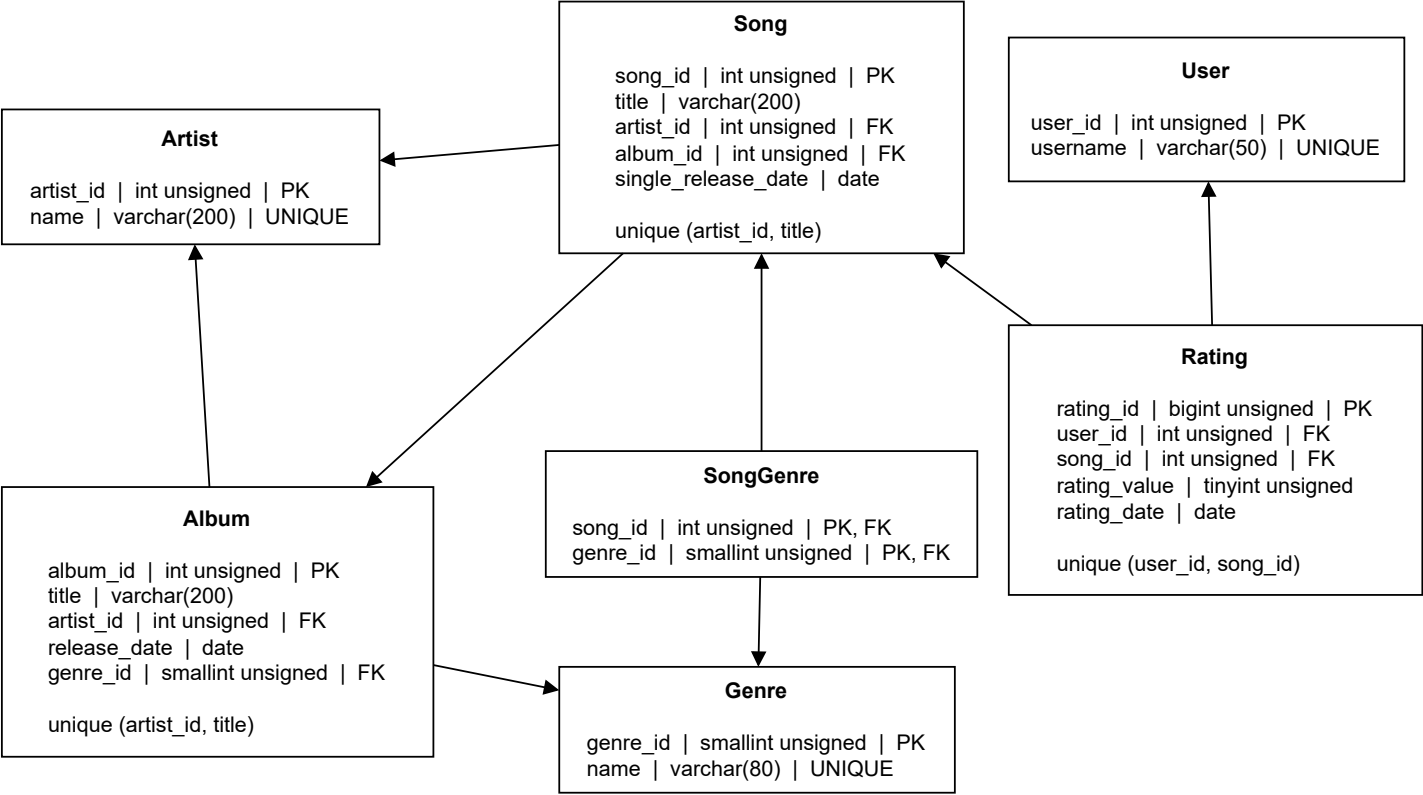 Song
song_id | int unsigned | PK
title | varchar(200)
artist_id | int unsigned | FK
album_id | int unsigned | FK
single_release_date | date
unique (artist_id, title)
User
user_id | int unsigned | PK
username | varchar(50) | UNIQUE
Artist
artist_id | int unsigned | PK
name | varchar(200) | UNIQUE
Rating
rating_id | bigint unsigned | PK
user_id | int unsigned | FK
song_id | int unsigned | FK
rating_value | tinyint unsigned
rating_date | date
unique (user_id, song_id)
SongGenre
song_id | int unsigned | PK, FK
genre_id | smallint unsigned | PK, FK
Album
album_id | int unsigned | PK
title | varchar(200)
artist_id | int unsigned | FK
release_date | date
genre_id | smallint unsigned | FK
unique (artist_id, title)
Genre
genre_id | smallint unsigned | PK
name | varchar(80) | UNIQUE